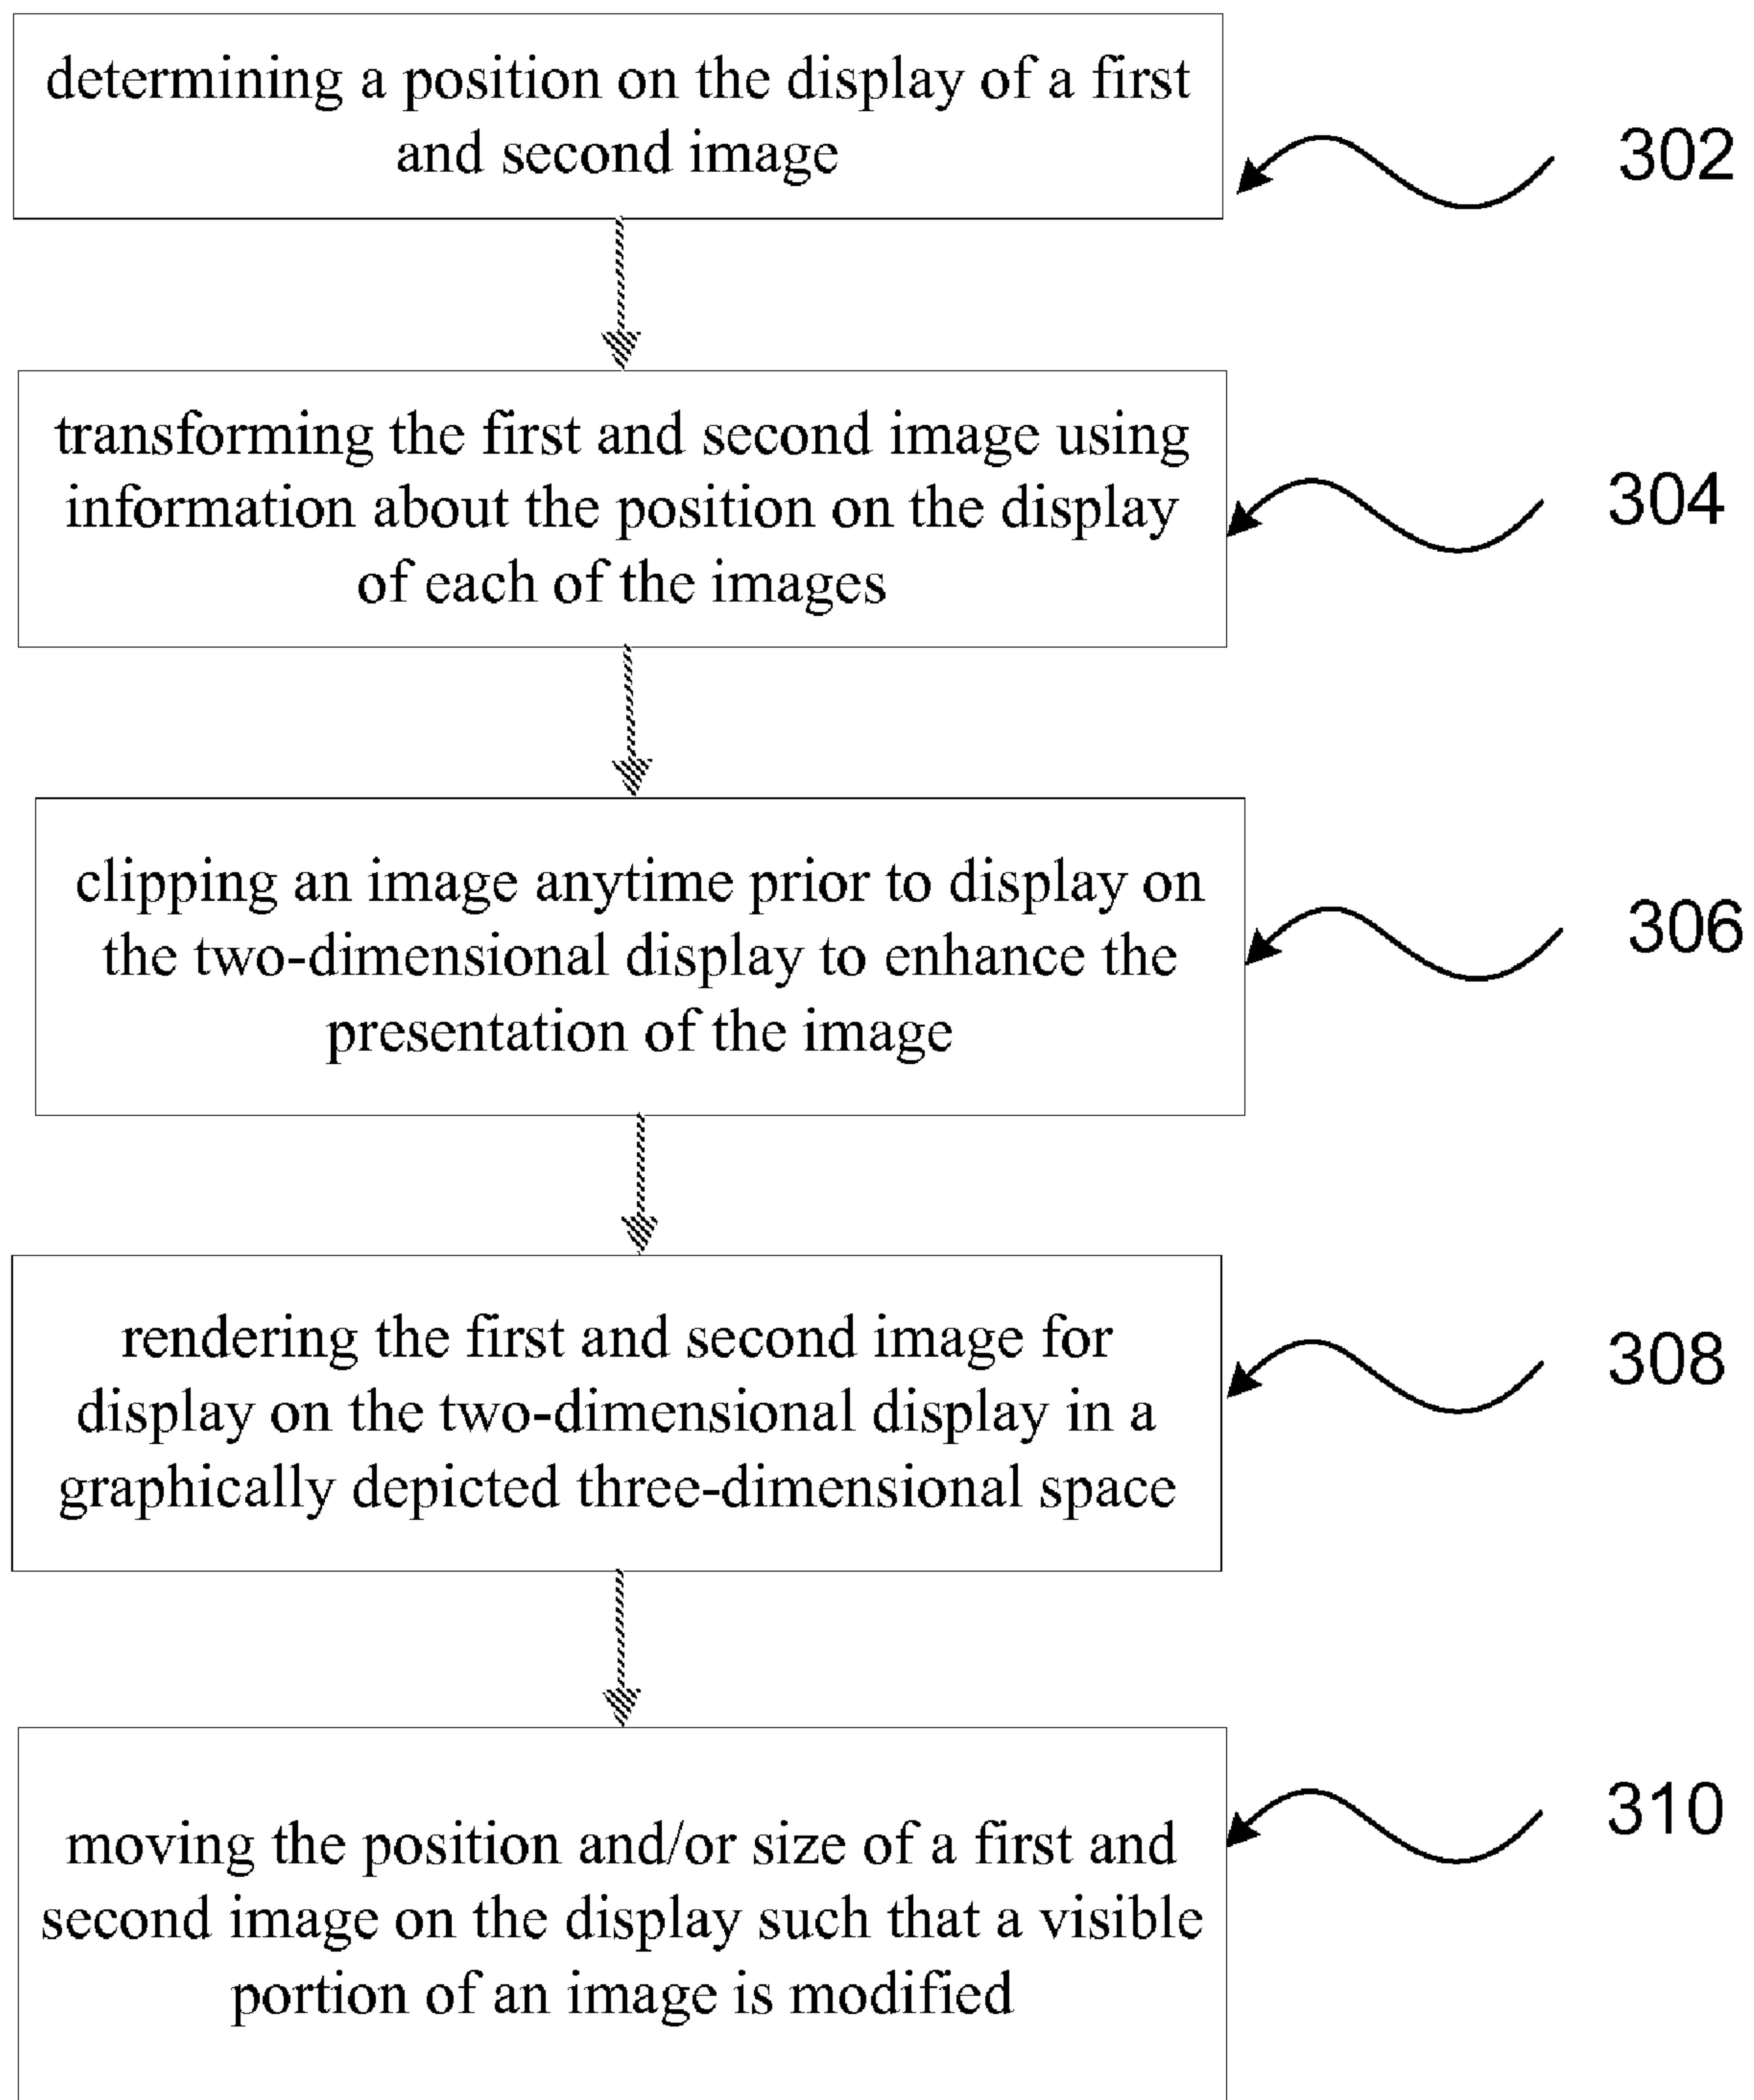 determining a position on the display of a first
and second image
302
transforming the first and second image using
information about the position on the display
of each of the images
304
clipping an image anytime prior to display on
the two-dimensional display to enhance the
presentation of the image
306
rendering the first and second image for
display on the two-dimensional display in a
graphically depicted three-dimensional space
308
moving the position and/or size of a first and
second image on the display such that a visible
portion of an image is modified
310